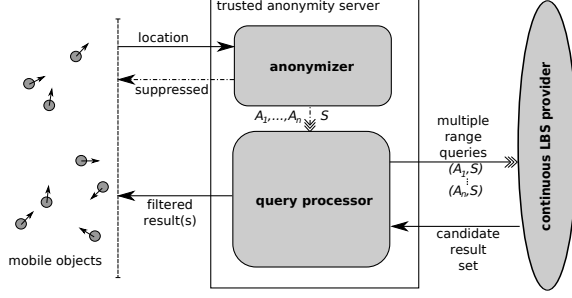 trusted anonymity server
location
anonymizer
suppressed
A1,...,An S
multiple
range
queries
(A1,S)
(An,S)
query processor
filtered
result(s)
candidate
result
set
mobile objects
continuous LBS provider